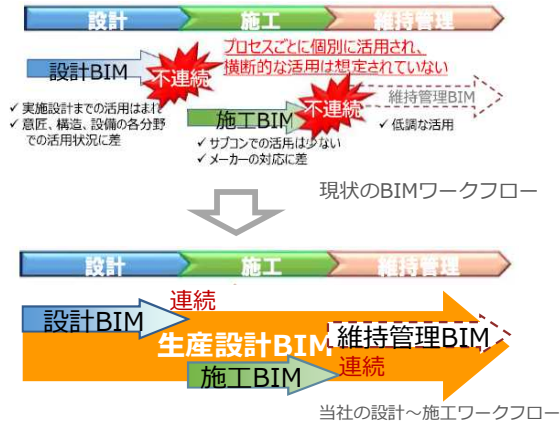 設計 施工 維持管理
プロセスごとに個別に活用され、
横断的な活用は想定されていない
設計BIM
不連続
維持管理BIM
✓ 実施設計までの活用はまれ
✓ 意匠、構造、設備の各分野
での活用状況に差
施工BIM
不連続
✓ サブコンでの活用は少ない
✓ メーカーの対応に差
✓ 低調な活用
現状のBIMワークフロー
設計 施工 維持管理
連続
設計BIM
生産設計BIM
維持管理BIM
施工BIM
連続
当社の設計～施工ワークフロー